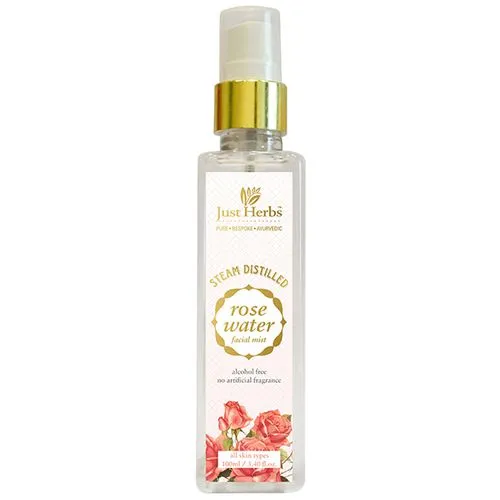 Just Herbs™
PURE • BESPOKE • AYURVEDIC
STEAM DISTILLED
rose
water
facial mist
alcohol free
no artificial fragrance
all skin types
100ml / 3.40 fl.oz.